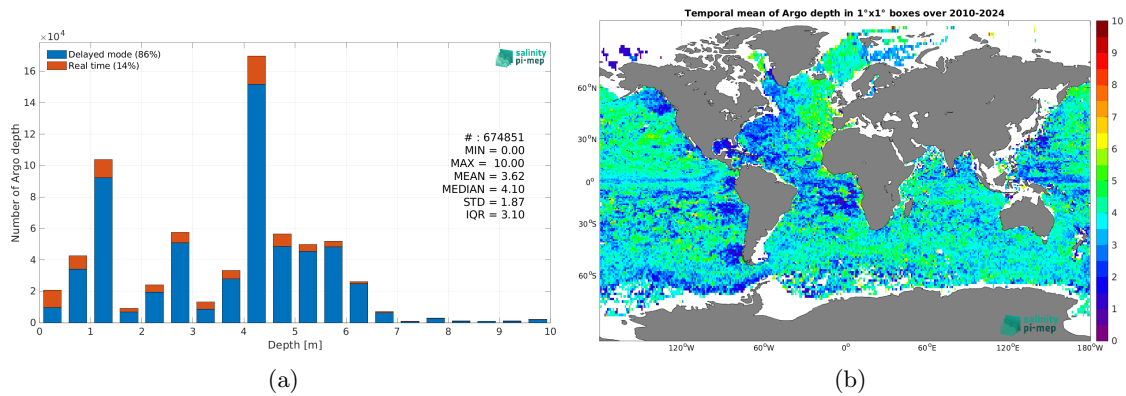 ×10⁴
Delayed mode (86%)
Real time (14%)
salinity
pi-mep
# : 674851
MIN = 0.00
MAX = 10.00
MEAN = 3.62
MEDIAN = 4.10
STD = 1.87
IQR = 3.10
Number of Argo depth
16
14
12
10
8
6
4
2
0
0 1 2 3 4 5 6 7 8 9 10
Depth [m]
(a)
Temporal mean of Argo depth in 1°x1° boxes over 2010-2024
60°N
30°N
0°
30°S
60°S
120°W 60°W 0° 60°E 120°E 180°W
salinity
pi-mep
10
9
8
7
6
5
4
3
2
1
0
(b)